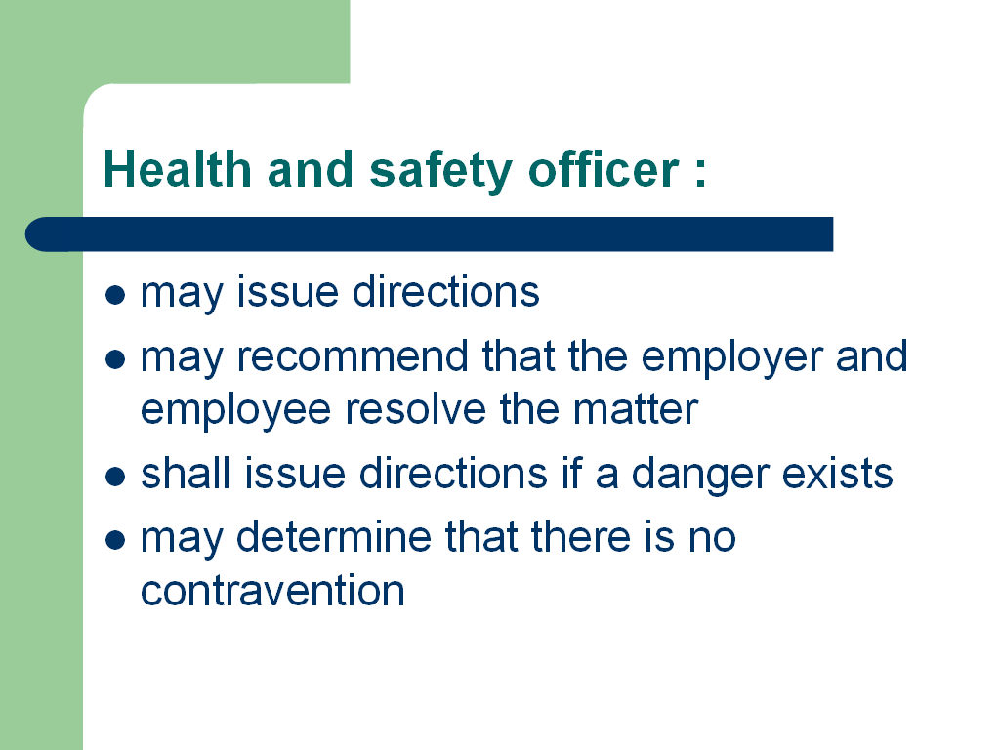 Health and safety officer :
● may issue directions
● may recommend that the employer and
employee resolve the matter
● shall issue directions if a danger exists
● may determine that there is no
contravention